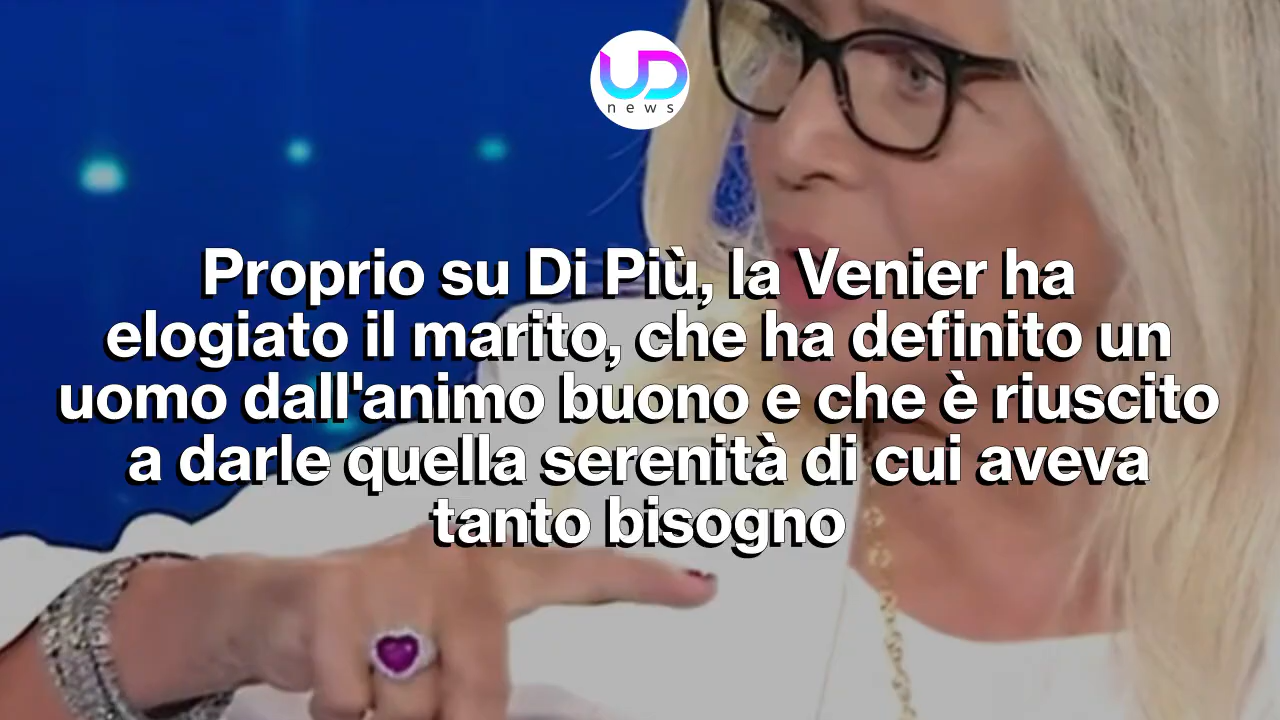 UD
news
Proprio su Di Più, la Venier ha
elogiato il marito, che ha definito un
uomo dall'animo buono e che è riuscito
a darle quella serenità di cui aveva
tanto bisogno